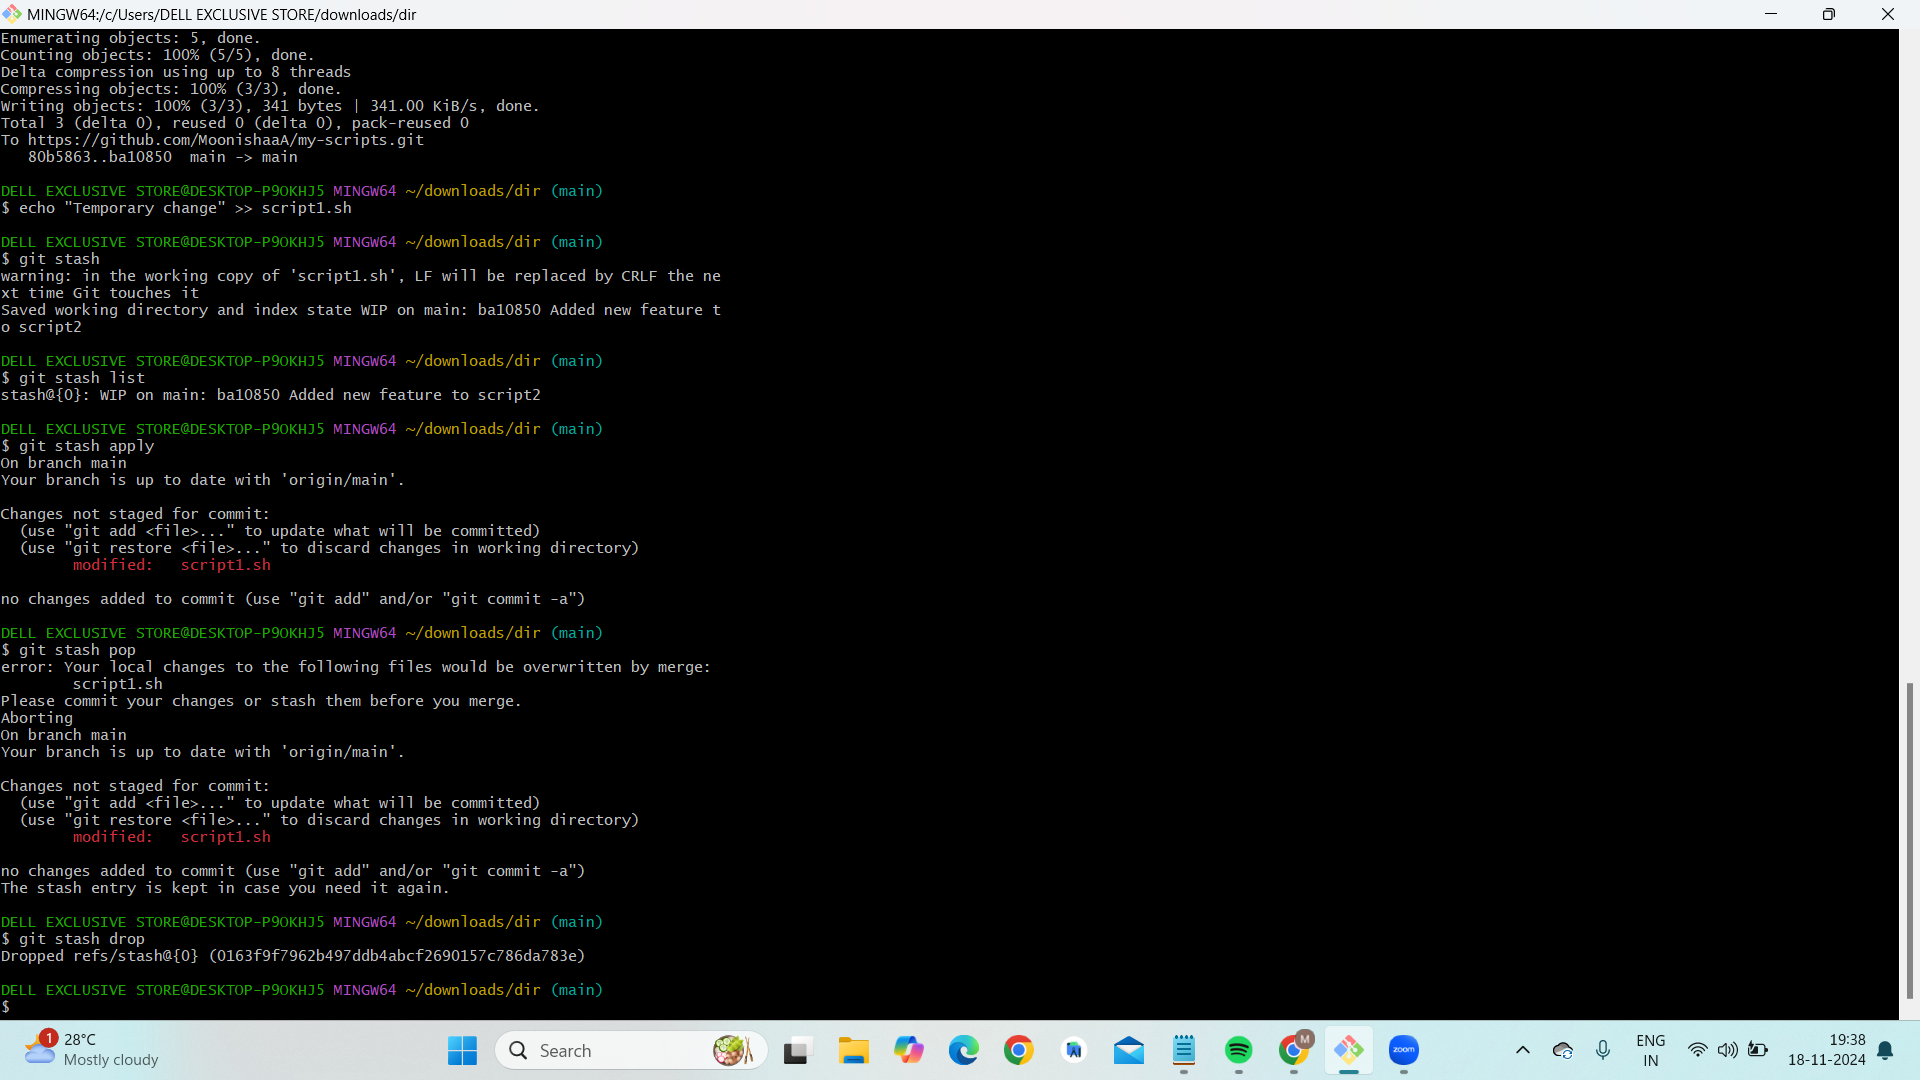 MINGW64:/c/Users/DELL EXCLUSIVE STORE/downloads/dir
Enumerating objects: 5, done.
Counting objects: 100% (5/5), done.
Delta compression using up to 8 threads
Compressing objects: 100% (3/3), done.
Writing objects: 100% (3/3), 341 bytes | 341.00 KiB/s, done.
Total 3 (delta 0), reused 0 (delta 0), pack-reused 0
To https://github.com/MoonishaaA/my-scripts.git
   80b5863..ba10850  main -> main

DELL EXCLUSIVE STORE@DESKTOP-P9OKHJ5 MINGW64 ~/downloads/dir (main)
$ echo "Temporary change" >> script1.sh

DELL EXCLUSIVE STORE@DESKTOP-P9OKHJ5 MINGW64 ~/downloads/dir (main)
$ git stash
warning: in the working copy of 'script1.sh', LF will be replaced by CRLF the ne
xt time Git touches it
Saved working directory and index state WIP on main: ba10850 Added new feature t
o script2

DELL EXCLUSIVE STORE@DESKTOP-P9OKHJ5 MINGW64 ~/downloads/dir (main)
$ git stash list
stash@{0}: WIP on main: ba10850 Added new feature to script2

DELL EXCLUSIVE STORE@DESKTOP-P9OKHJ5 MINGW64 ~/downloads/dir (main)
$ git stash apply
On branch main
Your branch is up to date with 'origin/main'.

Changes not staged for commit:
  (use "git add <file>..." to update what will be committed)
  (use "git restore <file>..." to discard changes in working directory)
        modified:   script1.sh

no changes added to commit (use "git add" and/or "git commit -a")

DELL EXCLUSIVE STORE@DESKTOP-P9OKHJ5 MINGW64 ~/downloads/dir (main)
$ git stash pop
error: Your local changes to the following files would be overwritten by merge:
        script1.sh
Please commit your changes or stash them before you merge.
Aborting
On branch main
Your branch is up to date with 'origin/main'.

Changes not staged for commit:
  (use "git add <file>..." to update what will be committed)
  (use "git restore <file>..." to discard changes in working directory)
        modified:   script1.sh

no changes added to commit (use "git add" and/or "git commit -a")
The stash entry is kept in case you need it again.

DELL EXCLUSIVE STORE@DESKTOP-P9OKHJ5 MINGW64 ~/downloads/dir (main)
$ git stash drop
Dropped refs/stash@{0} (0163f9f7962b497ddb4abcf2690157c786da783e)

DELL EXCLUSIVE STORE@DESKTOP-P9OKHJ5 MINGW64 ~/downloads/dir (main)
$
1
28°C
Mostly cloudy
Search
AI
M
zoom
ENG
IN
19:38
18-11-2024